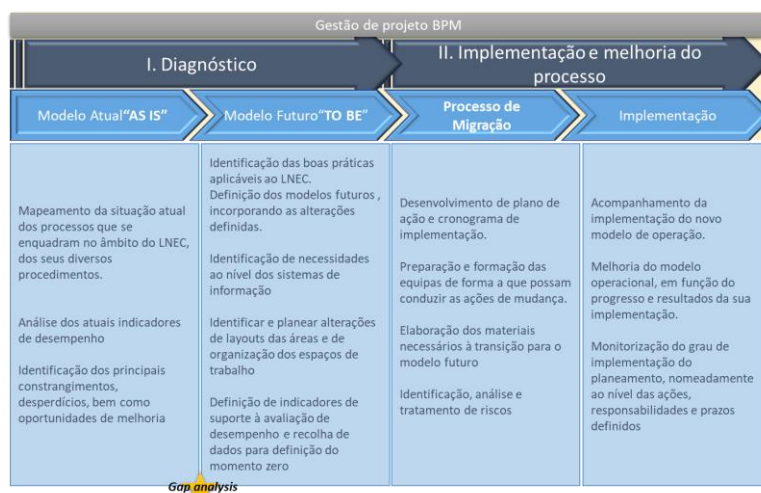 Gestão de projeto BPM
I. Diagnóstico
II. Implementação e melhoria do
processo
Modelo Atual"AS IS"
Modelo Futuro"TO BE"
Processo de
Migração
Implementação
Mapeamento da situação atual
dos processos que se
enquadram no âmbito do LNEC,
dos seus diversos
procedimentos.
Análise dos atuais indicadores
de desempenho
Identificação dos principais
constrangimentos,
desperdícios, bem como
oportunidades de melhoria
Identificação das boas práticas
aplicáveis ao LNEC.
Definição dos modelos futuros ,
incorporando as alterações
definidas.
Identificação de necessidades
ao nível dos sistemas de
informação
Identificar e planear alterações
de layouts das áreas e de
organização dos espaços de
trabalho
Definição de indicadores de
suporte à avaliação de
desempenho e recolha de
dados para definição do
momento zero
Desenvolvimento de plano de
ação e cronograma de
implementação.
Preparação e formação das
equipas de forma a que possam
conduzir as ações de mudança.
Elaboração dos materiais
necessários à transição para o
modelo futuro
Identificação, análise e
tratamento de riscos
Acompanhamento da
implementação do novo
modelo de operação.
Melhoria do modelo
operacional, em função do
progresso e resultados da sua
implementação.
Monitorização do grau de
implementação do
planeamento, nomeadamente
ao nível das ações,
responsabilidades e prazos
definidos
Gap analysis